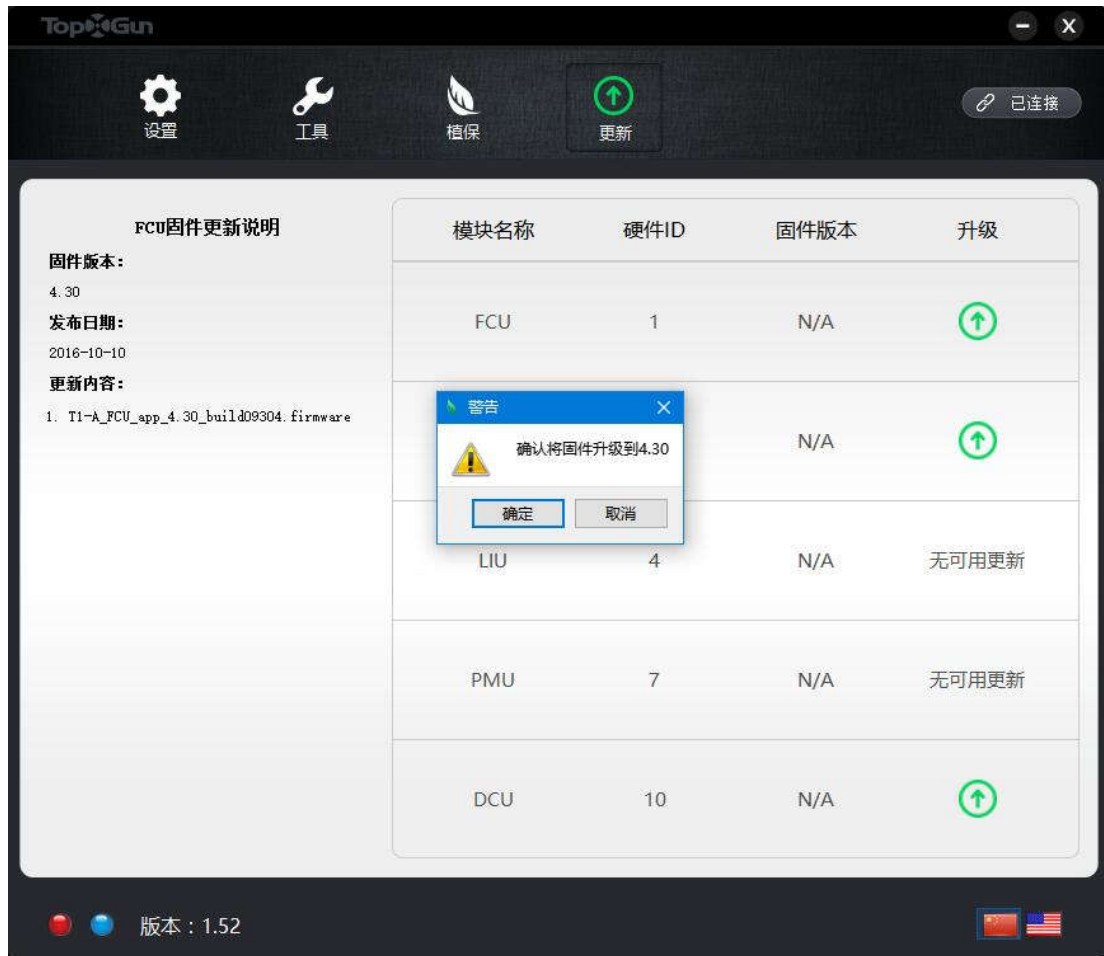 TopXGun
设置
工具
植保
更新
已连接
FCU固件更新说明
固件版本：
4.30
发布日期：
2016-10-10
更新内容：
1. T1-A_FCU_app_4.30_build09304.firmware
模块名称 硬件ID 固件版本 升级
FCU 1 N/A
N/A
LIU 4 N/A 无可用更新
PMU 7 N/A 无可用更新
DCU 10 N/A
警告
确认将固件升级到4.30
确定 取消
版本：1.52